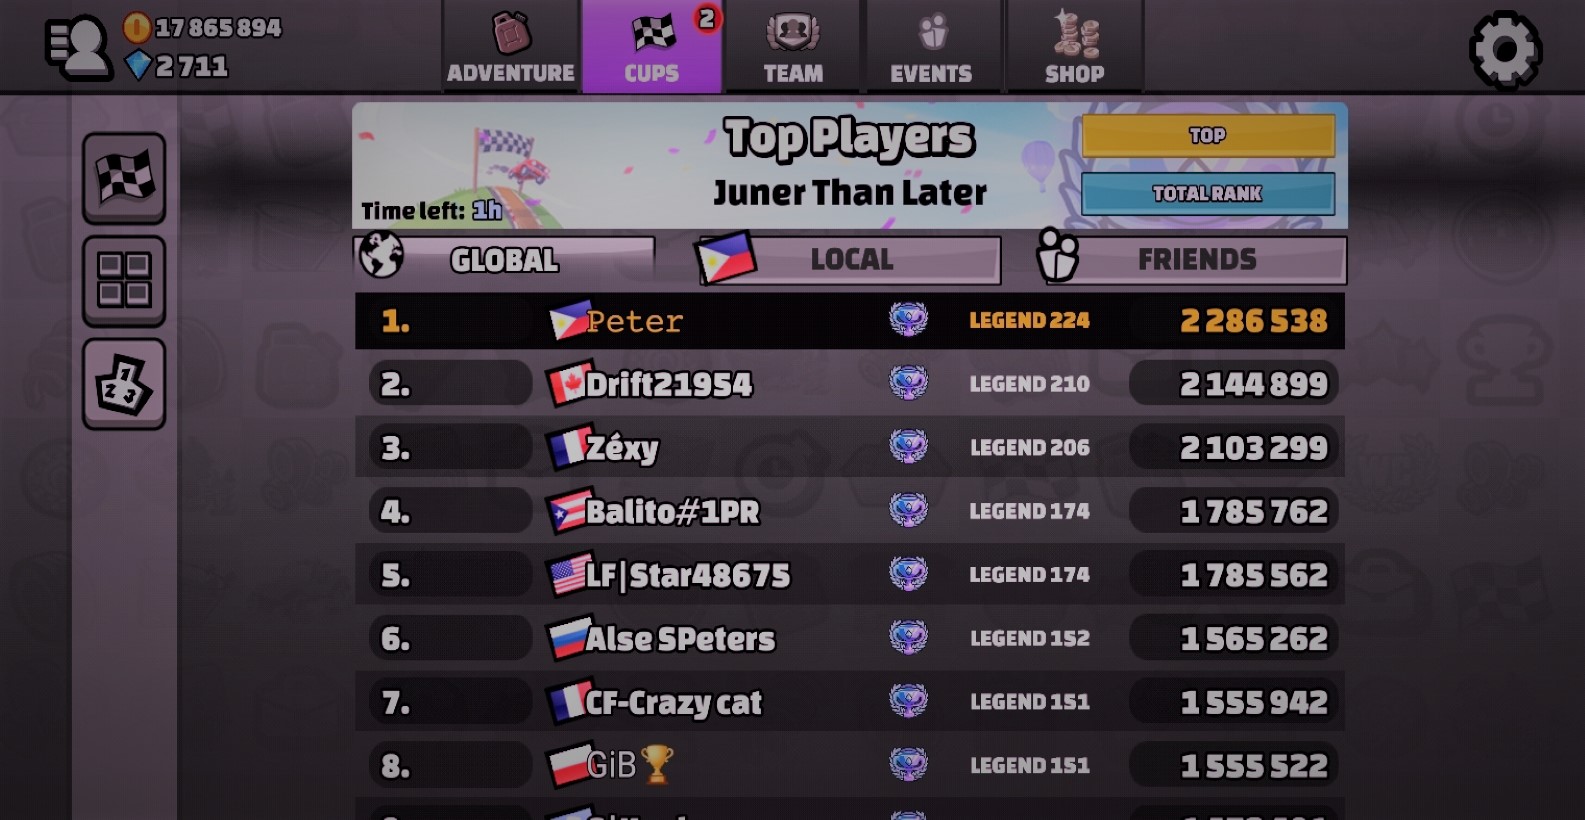 17 865 894
2 711
ADVENTURE
CUPS
2
TEAM
EVENTS
SHOP
Top Players
Juner Than Later
Time left: 1h
TOP
TOTAL RANK
GLOBAL
LOCAL
FRIENDS
1. Peter LEGEND 224 2 286 538
2. Drift21954 LEGEND 210 2 144 899
3. Zéxy LEGEND 206 2 103 299
4. Balito#1PR LEGEND 174 1 785 762
5. LF|Star48675 LEGEND 174 1 785 562
6. Alse SPeters LEGEND 152 1 565 262
7. CF-Crazy cat LEGEND 151 1 555 942
8. GiB🏆 LEGEND 151 1 555 522
1
2
3